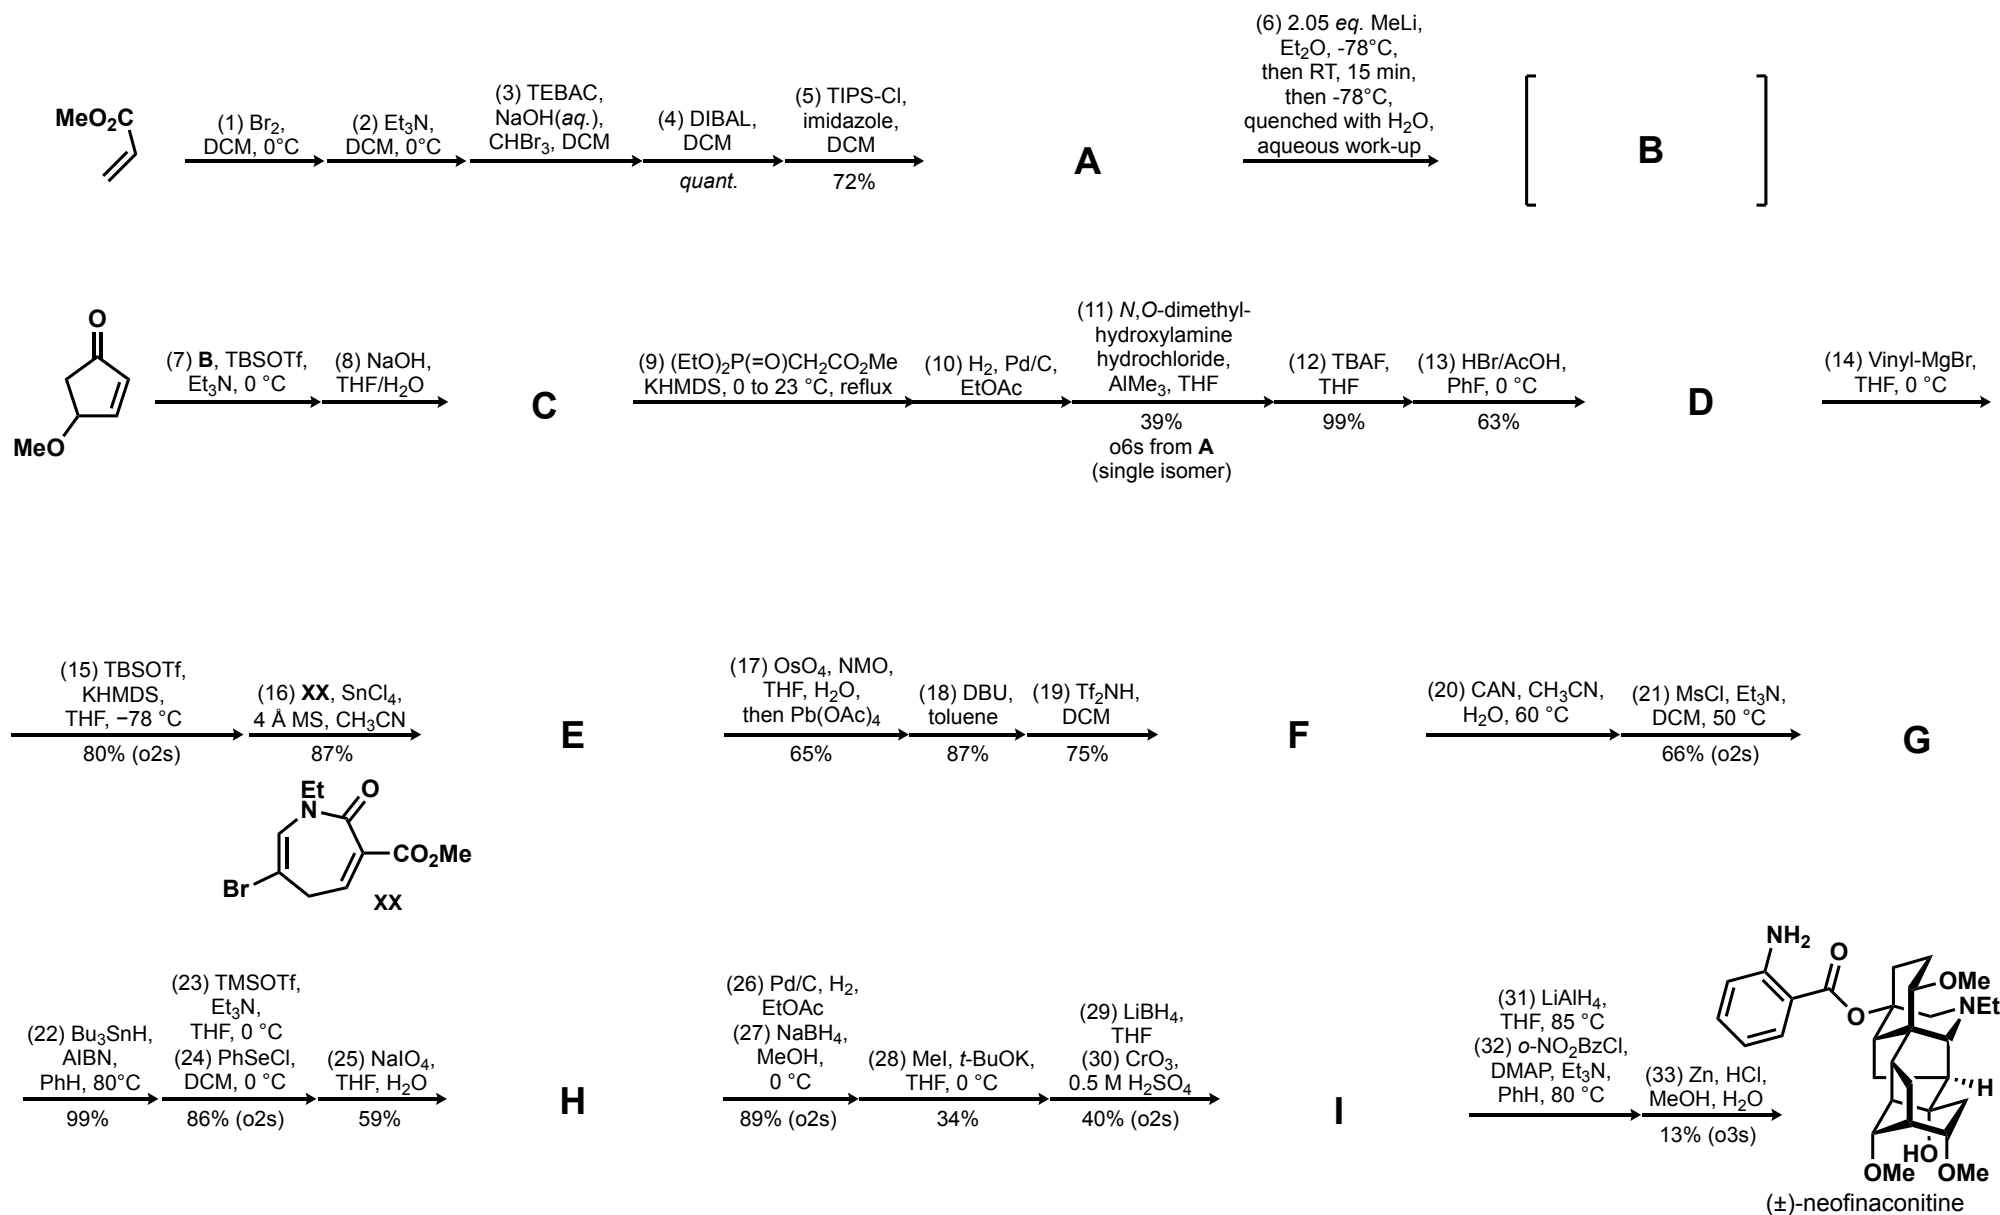 MeO₂C
(1) Br₂,
DCM, 0°C
(2) Et₃N,
DCM, 0°C
(3) TEBAC,
NaOH(aq.),
CHBr₃, DCM
(4) DIBAL,
DCM
quant.
(5) TIPS-Cl,
imidazole,
DCM
72%
A
(6) 2.05 eq. MeLi,
Et₂O, -78°C,
then RT, 15 min,
then -78°C,
quenched with H₂O,
aqueous work-up
B
O
MeO
(7) B, TBSOTf,
Et₃N, 0 °C
(8) NaOH,
THF/H₂O
C
(9) (EtO)₂P(=O)CH₂CO₂Me
KHMDS, 0 to 23 °C, reflux
(10) H₂, Pd/C,
EtOAc
(11) N,O-dimethyl-
hydroxylamine
hydrochloride,
AlMe₃, THF
39%
o6s from A
(single isomer)
(12) TBAF,
THF
99%
(13) HBr/AcOH,
PhF, 0 °C
63%
D
(14) Vinyl-MgBr,
THF, 0 °C
(15) TBSOTf,
KHMDS,
THF, −78 °C
80% (o2s)
(16) XX, SnCl₄,
4 Å MS, CH₃CN
87%
Et
N
O
CO₂Me
Br
XX
E
(17) OsO₄, NMO,
THF, H₂O,
then Pb(OAc)₄
65%
(18) DBU,
toluene
87%
(19) Tf₂NH,
DCM
75%
F
(20) CAN, CH₃CN,
H₂O, 60 °C
(21) MsCl, Et₃N,
DCM, 50 °C
66% (o2s)
G
(22) Bu₃SnH,
AIBN,
PhH, 80°C
99%
(23) TMSOTf,
Et₃N,
THF, 0 °C
(24) PhSeCl,
DCM, 0 °C
86% (o2s)
(25) NaIO₄,
THF, H₂O
59%
H
(26) Pd/C, H₂,
EtOAc
(27) NaBH₄,
MeOH,
0 °C
89% (o2s)
(28) MeI, t-BuOK,
THF, 0 °C
34%
(29) LiBH₄,
THF
(30) CrO₃,
0.5 M H₂SO₄
40% (o2s)
I
(31) LiAlH₄,
THF, 85 °C
(32) o-NO₂BzCl,
DMAP, Et₃N,
PhH, 80 °C
(33) Zn, HCl,
MeOH, H₂O
13% (o3s)
NH₂
O
O
OMe
NEt
H
HO
OMe
OMe
(±)-neofinaconitine